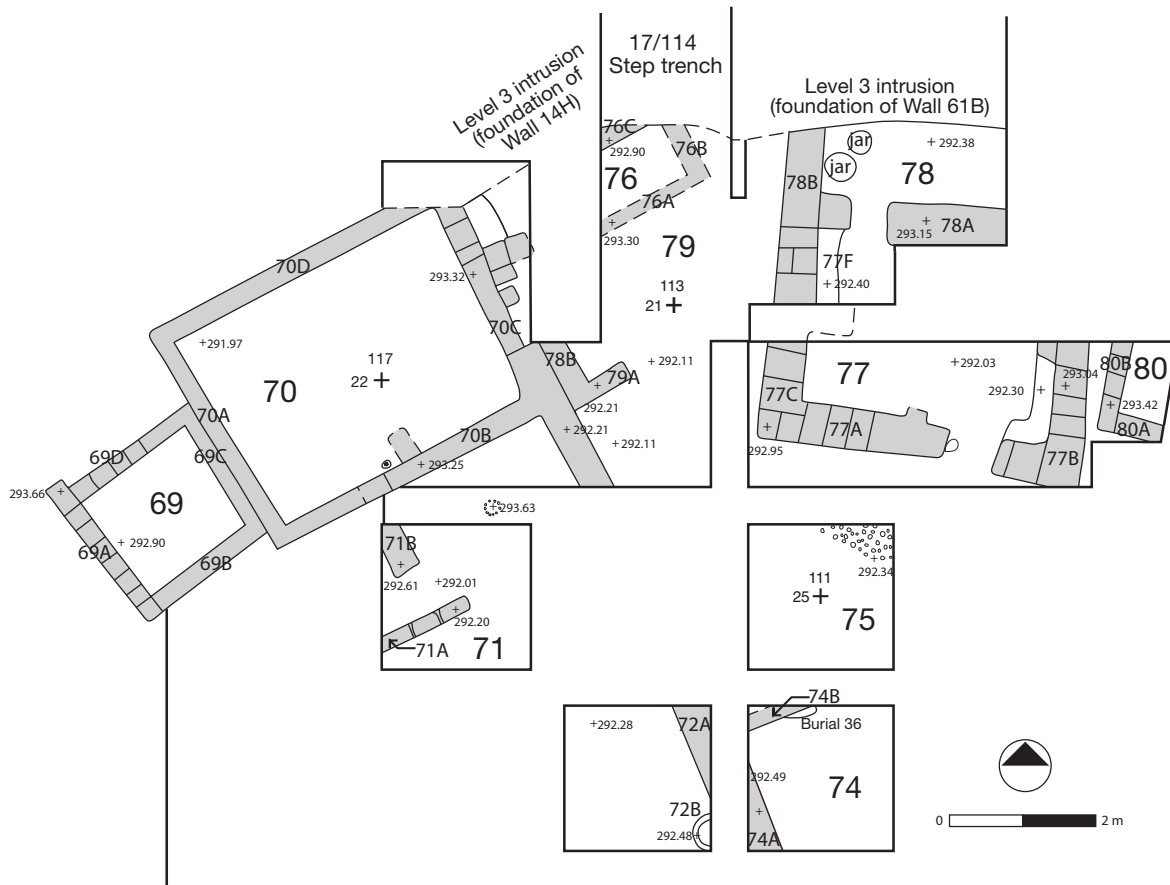 Level 3 intrusion
(foundation of
Wall 14H)
17/114
Step trench
Level 3 intrusion
(foundation of Wall 61B)
76C
292.90
76B
76
76A
293.30
79
113
21
jar
jar
292.38
78
78B
293.15
78A
77F
292.40
70D
293.32
70C
291.97
117
22
70
70A
70B
293.25
78B
79A
292.11
292.21
292.21
292.11
77
292.03
292.30
293.04
80B
80
293.42
80A
77C
77A
292.95
77B
69D
69C
293.66
69
69A
292.90
69B
293.63
71B
292.61
292.01
292.20
71A
71
292.34
111
25
75
74B
Burial 36
292.28
72A
292.49
74
72B
292.48
74A
0
2 m